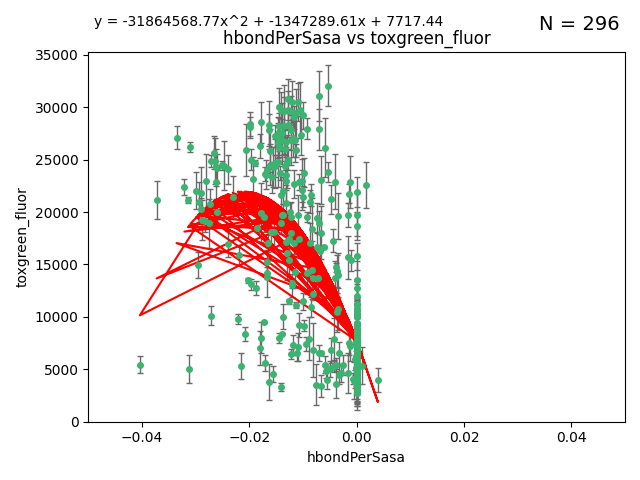 y = -31864568.77x^2 + -1347289.61x + 7717.44
N = 296
hbondPerSasa vs toxgreen_fluor
35000
30000
25000
20000
15000
10000
5000
0
toxgreen_fluor
−0.04
−0.02
0.00
0.02
0.04
hbondPerSasa